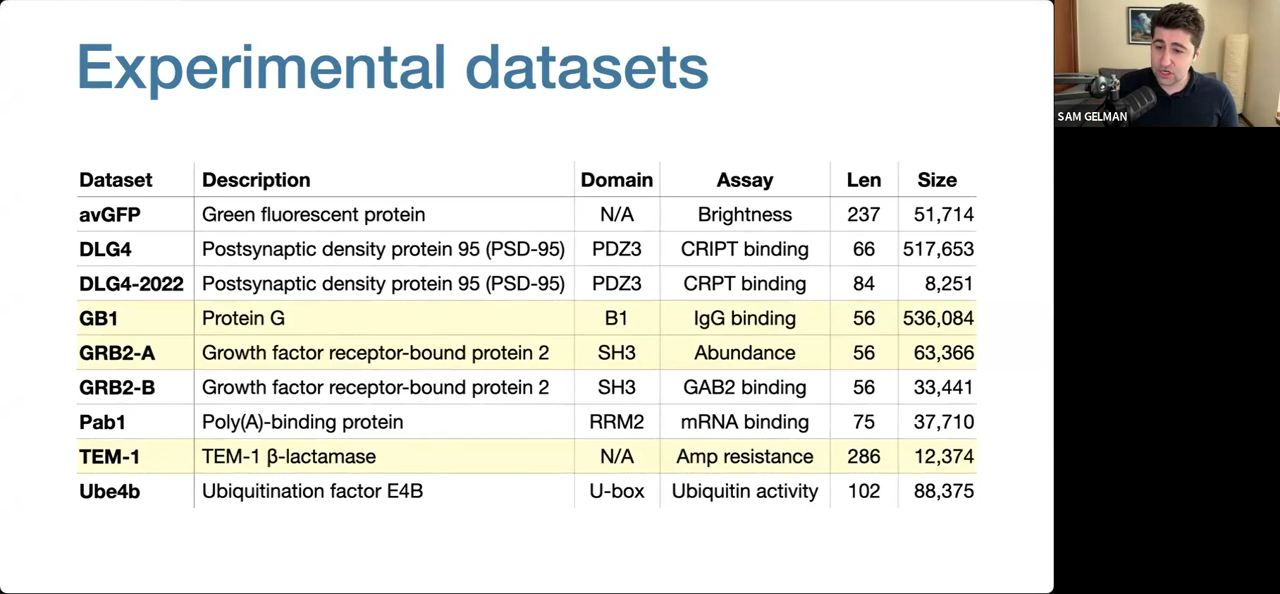 Experimental datasets
SAM GELMAN
Dataset Description Domain Assay Len Size
avGFP Green fluorescent protein N/A Brightness 237 51,714
DLG4 Postsynaptic density protein 95 (PSD-95) PDZ3 CRIPT binding 66 517,653
DLG4-2022 Postsynaptic density protein 95 (PSD-95) PDZ3 CRPT binding 84 8,251
GB1 Protein G B1 IgG binding 56 536,084
GRB2-A Growth factor receptor-bound protein 2 SH3 Abundance 56 63,366
GRB2-B Growth factor receptor-bound protein 2 SH3 GAB2 binding 56 33,441
Pab1 Poly(A)-binding protein RRM2 mRNA binding 75 37,710
TEM-1 TEM-1 β-lactamase N/A Amp resistance 286 12,374
Ube4b Ubiquitination factor E4B U-box Ubiquitin activity 102 88,375